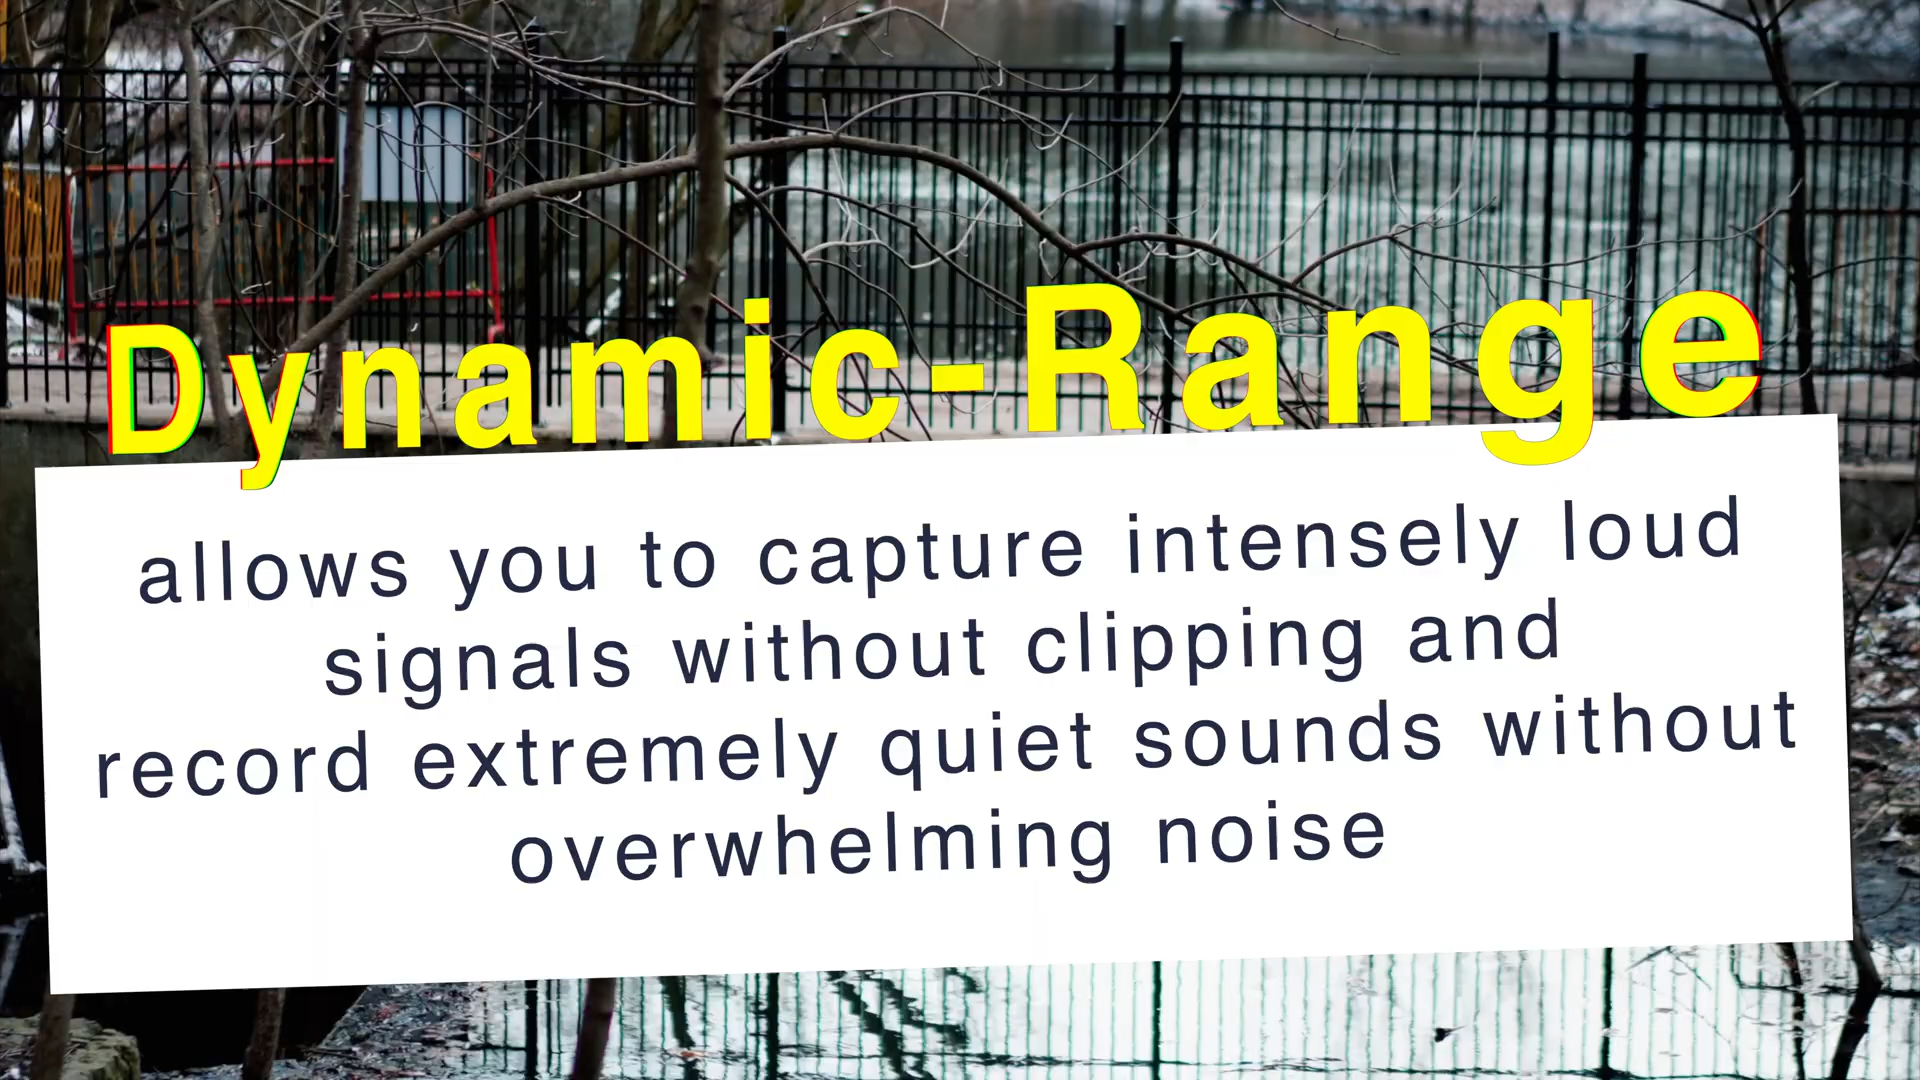 Dynamic-Range
allows you to capture intensely loud
signals without clipping and
record extremely quiet sounds without
overwhelming noise